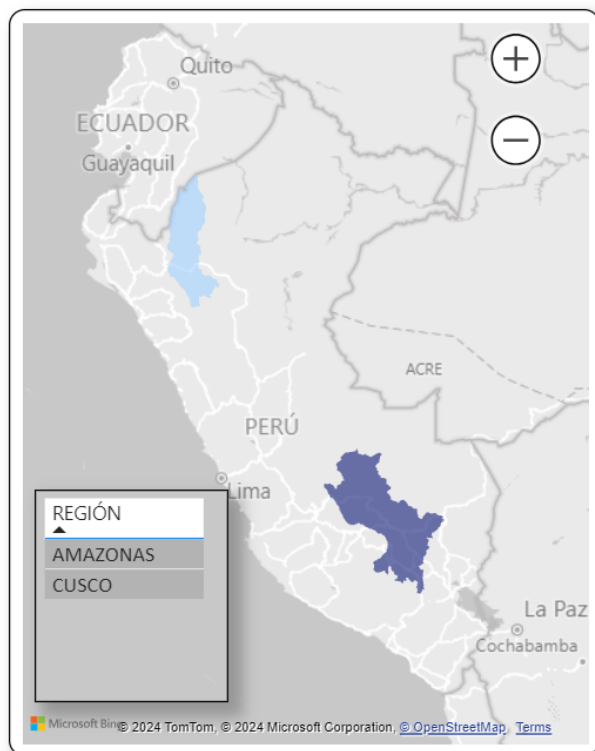 Quito
ECUADOR
Guayaquil
ACRE
PERÚ
Lima
REGIÓN
AMAZONAS
CUSCO
La Paz
Cochabamba
Microsoft Bing
© 2024 TomTom, © 2024 Microsoft Corporation, © OpenStreetMap Terms